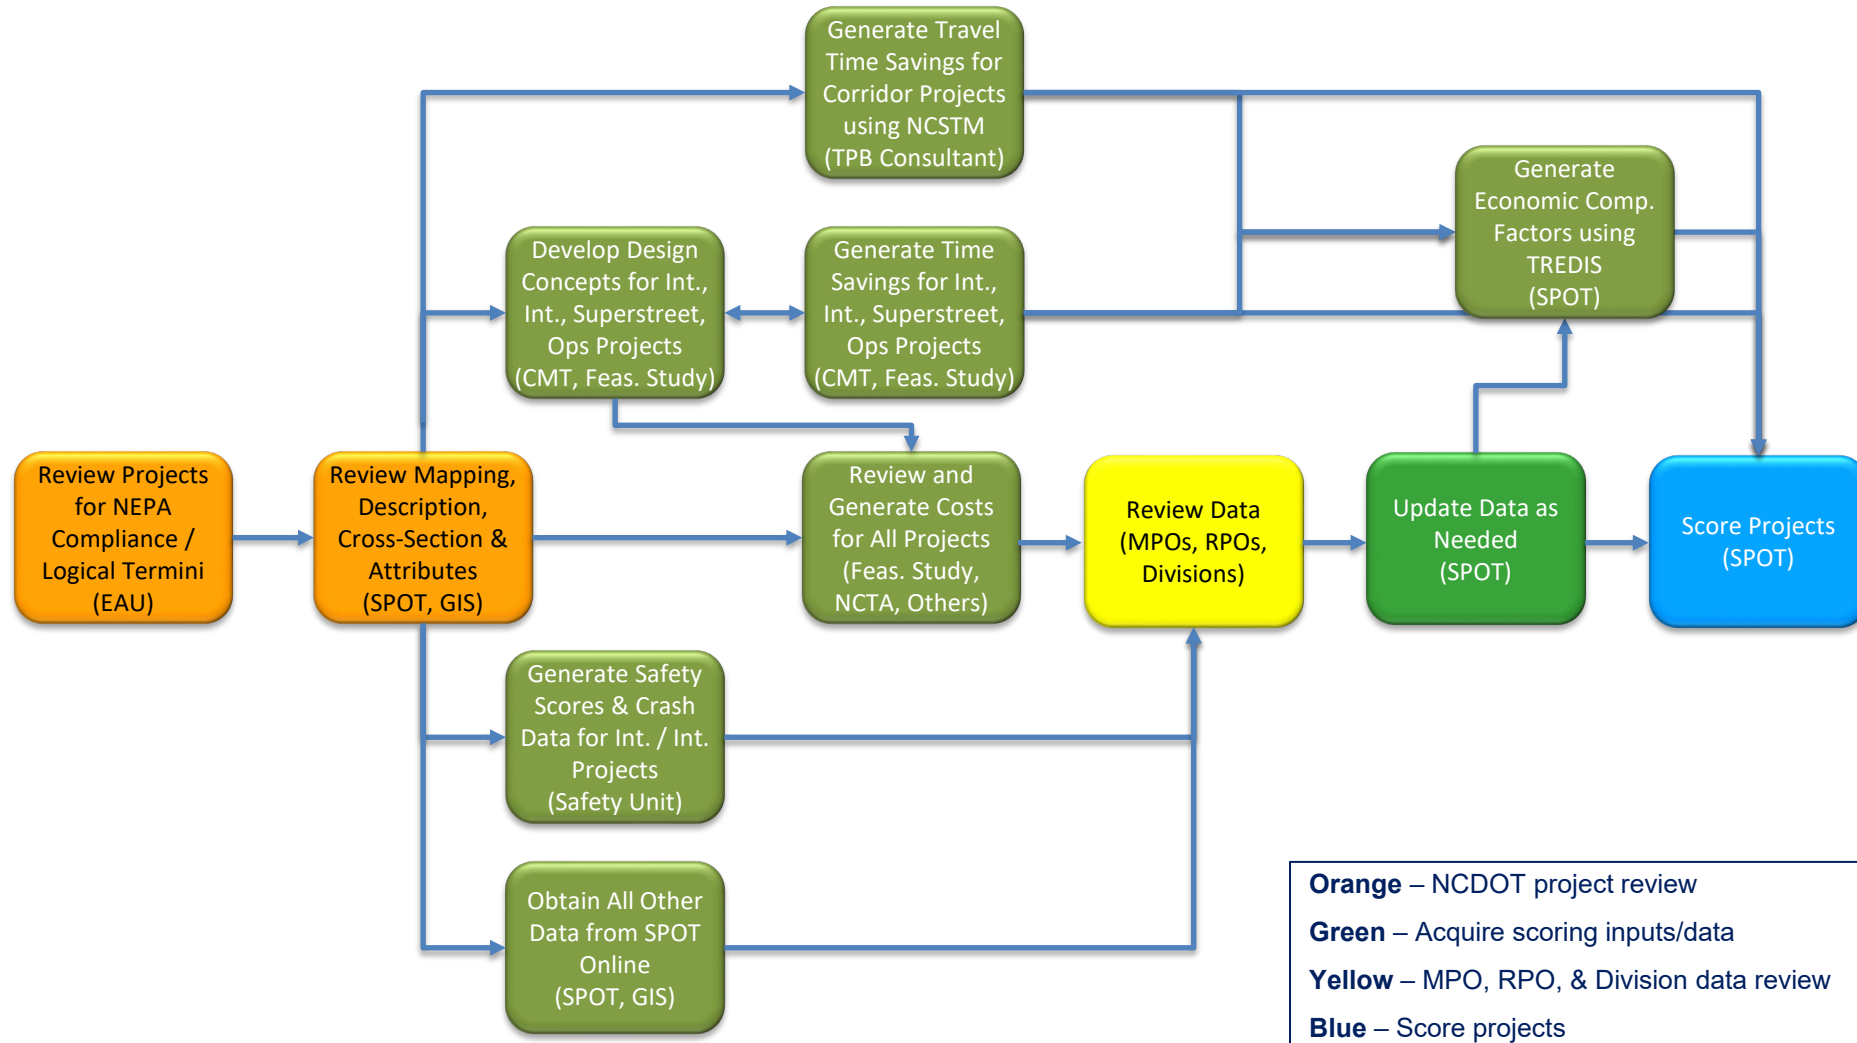 Generate Travel
Time Savings for
Corridor Projects
using NCSTM
(TPB Consultant)
Generate
Economic Comp.
Factors using
TREDIS
(SPOT)
Develop Design
Concepts for Int.,
Int., Superstreet,
Ops Projects
(CMT, Feas. Study)
Generate Time
Savings for Int.,
Int., Superstreet,
Ops Projects
(CMT, Feas. Study)
Review Projects
for NEPA
Compliance /
Logical Termini
(EAU)
Review Mapping,
Description,
Cross-Section &
Attributes
(SPOT, GIS)
Review and
Generate Costs
for All Projects
(Feas. Study,
NCTA, Others)
Review Data
(MPOs, RPOs,
Divisions)
Update Data as
Needed
(SPOT)
Score Projects
(SPOT)
Generate Safety
Scores & Crash
Data for Int. / Int.
Projects
(Safety Unit)
Obtain All Other
Data from SPOT
Online
(SPOT, GIS)
Orange – NCDOT project review
Green – Acquire scoring inputs/data
Yellow – MPO, RPO, & Division data review
Blue – Score projects